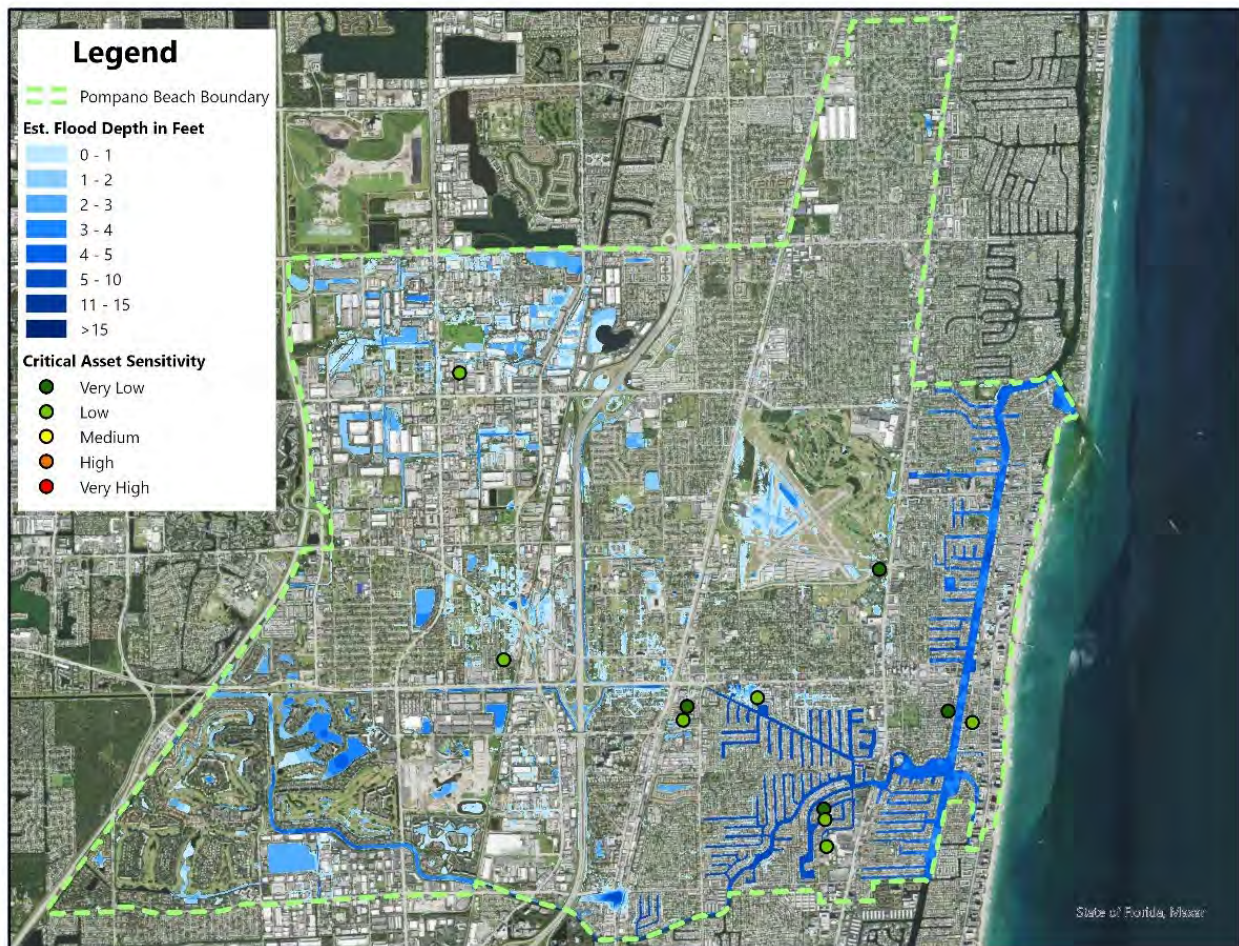 Legend
Pompano Beach Boundary
Est. Flood Depth in Feet
0 - 1
1 - 2
2 - 3
3 - 4
4 - 5
5 - 10
11 - 15
>15
Critical Asset Sensitivity
Very Low
Low
Medium
High
Very High
State of Florida, Maxar